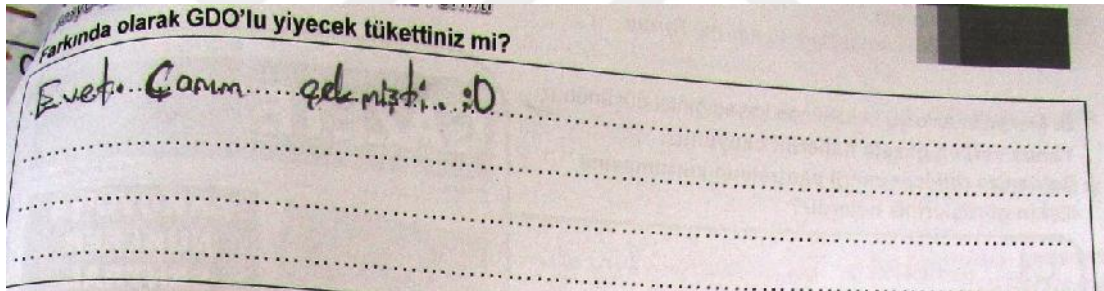 Farkında olarak GDO'lu yiyecek tükettiniz mi?
Evet. Canım çekmişti. :D